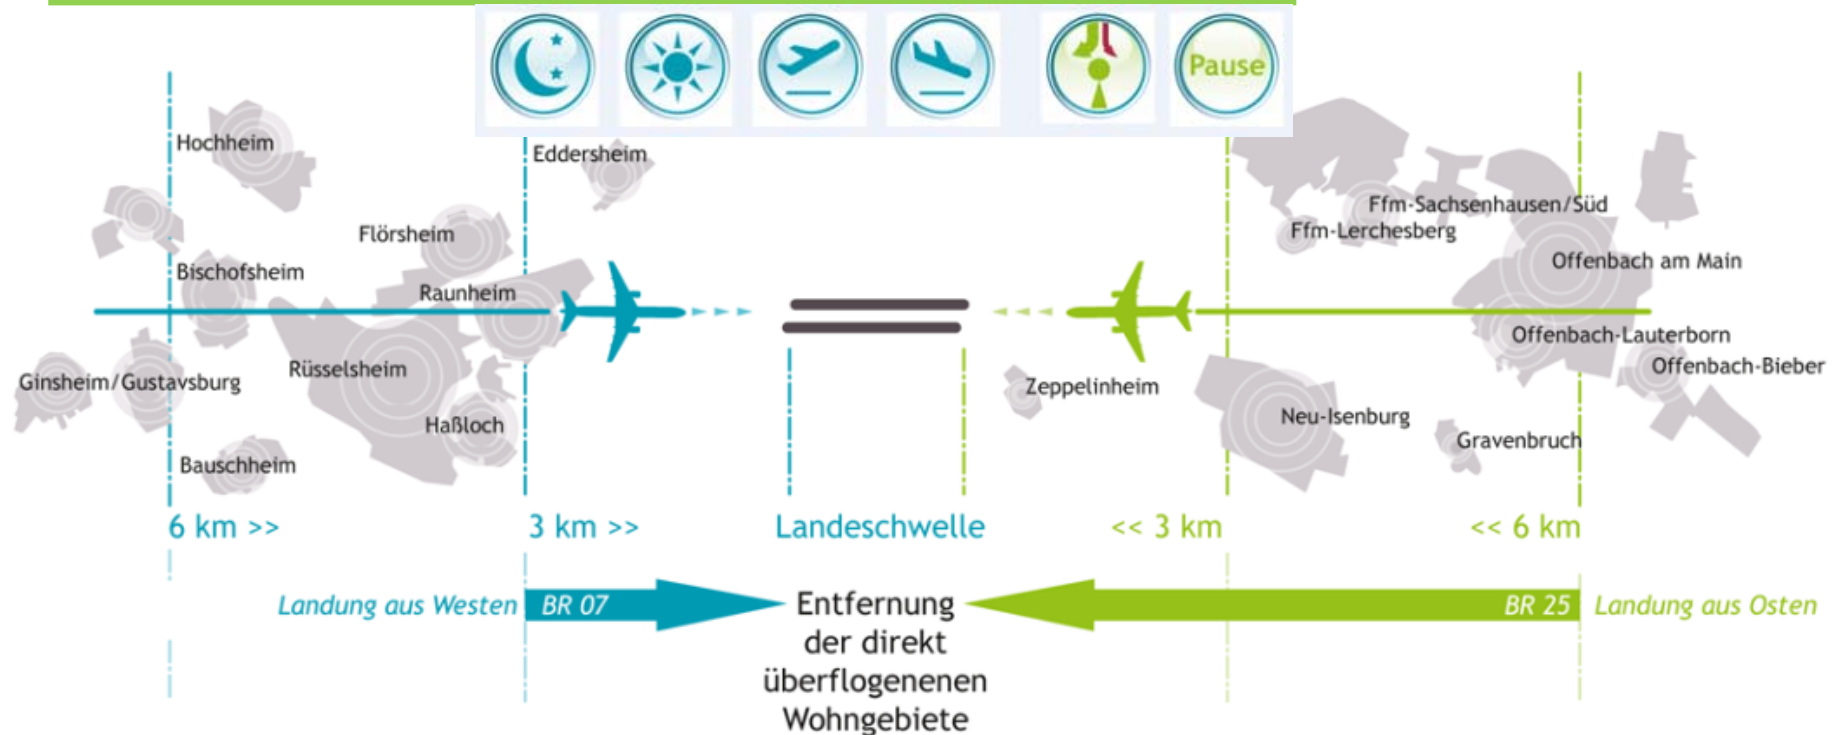 Pause
Hochheim
Eddersheim
Flörsheim
Bischofsheim
Raunheim
Ginsheim/Gustavsburg
Rüsselsheim
Haßloch
Bauschheim
Ffm-Sachsenhausen/Süd
Ffm-Lerchesberg
Offenbach am Main
Offenbach-Lauterborn
Offenbach-Bieber
Zeppelinheim
Neu-Isenburg
Gravenbruch
6 km >>
3 km >>
Landeschwelle
<< 3 km
<< 6 km
Landung aus Westen
BR 07
Entfernung
der direkt
überflogenenen
Wohngebiete
BR 25
Landung aus Osten